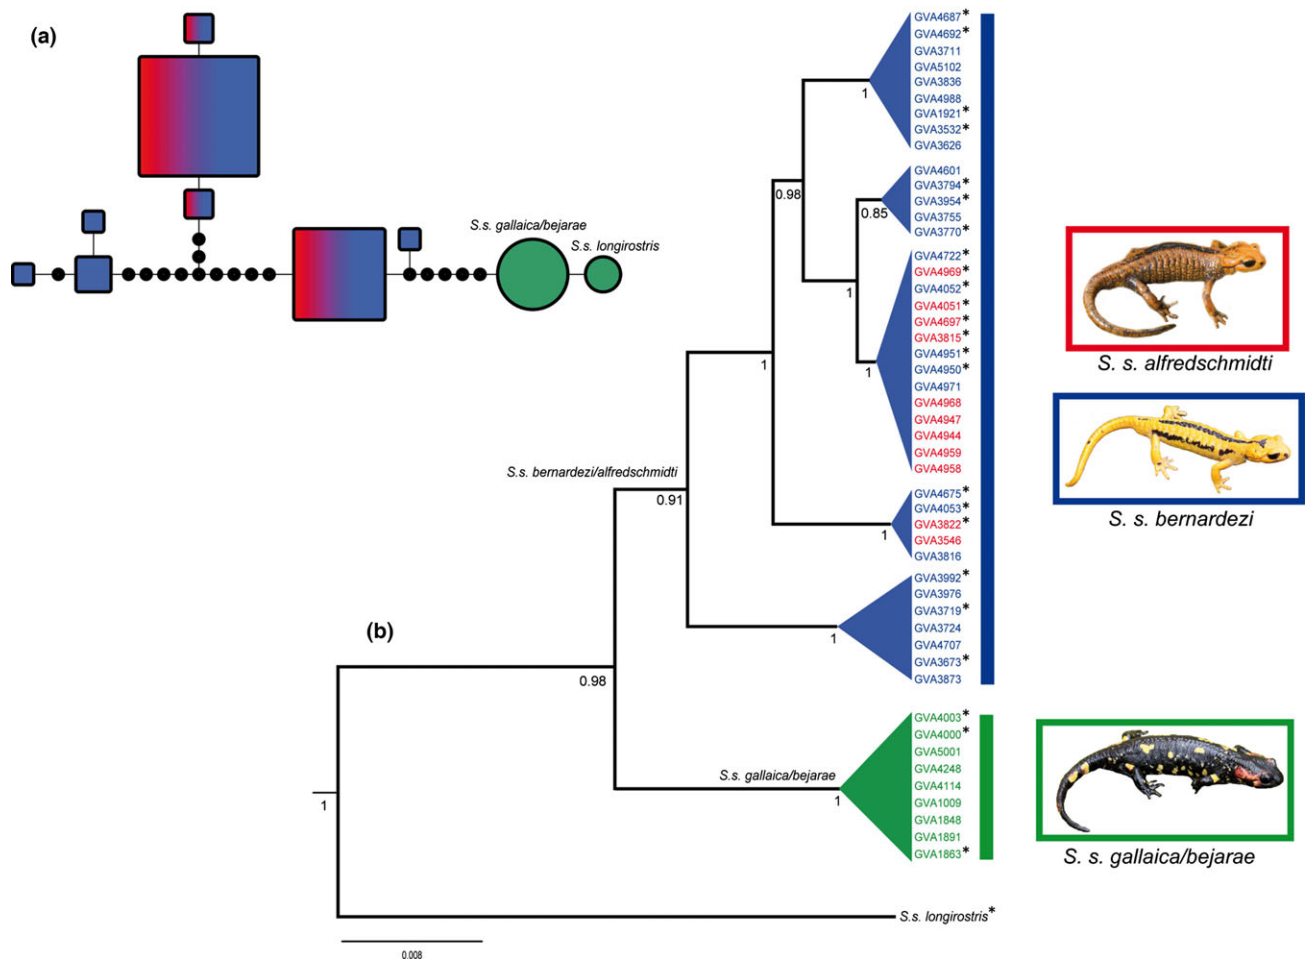 (a)
S.s. gallaica/bejarae
S.s. longirostris
GVA4687*
GVA4692*
GVA3711
GVA5102
GVA3836
GVA4988
GVA1921*
GVA3532*
GVA3626
1
GVA4601
GVA3794*
GVA3954*
GVA3755
GVA3770*
0.98
0.85
GVA4722*
GVA4969*
GVA4052*
GVA4051*
GVA4697*
GVA3815*
GVA4951*
GVA4950*
GVA4971
GVA4968
GVA4947
GVA4944
GVA4959
GVA4958
1
1
1
S. s. alfredschmidti
S. s. bernardezi
S.s. bernardezi/alfredschmidti
0.91
GVA4675*
GVA4053*
GVA3822*
GVA3546
GVA3816
1
GVA3992*
GVA3976
GVA3719*
GVA3724
GVA4707
GVA3673*
GVA3873
1
(b)
0.98
GVA4003*
GVA4000*
GVA5001
GVA4248
GVA4114
GVA1009
GVA1848
GVA1891
GVA1863*
S.s. gallaica/bejarae
1
S. s. gallaica/bejarae
1
S.s. longirostris*
0.008